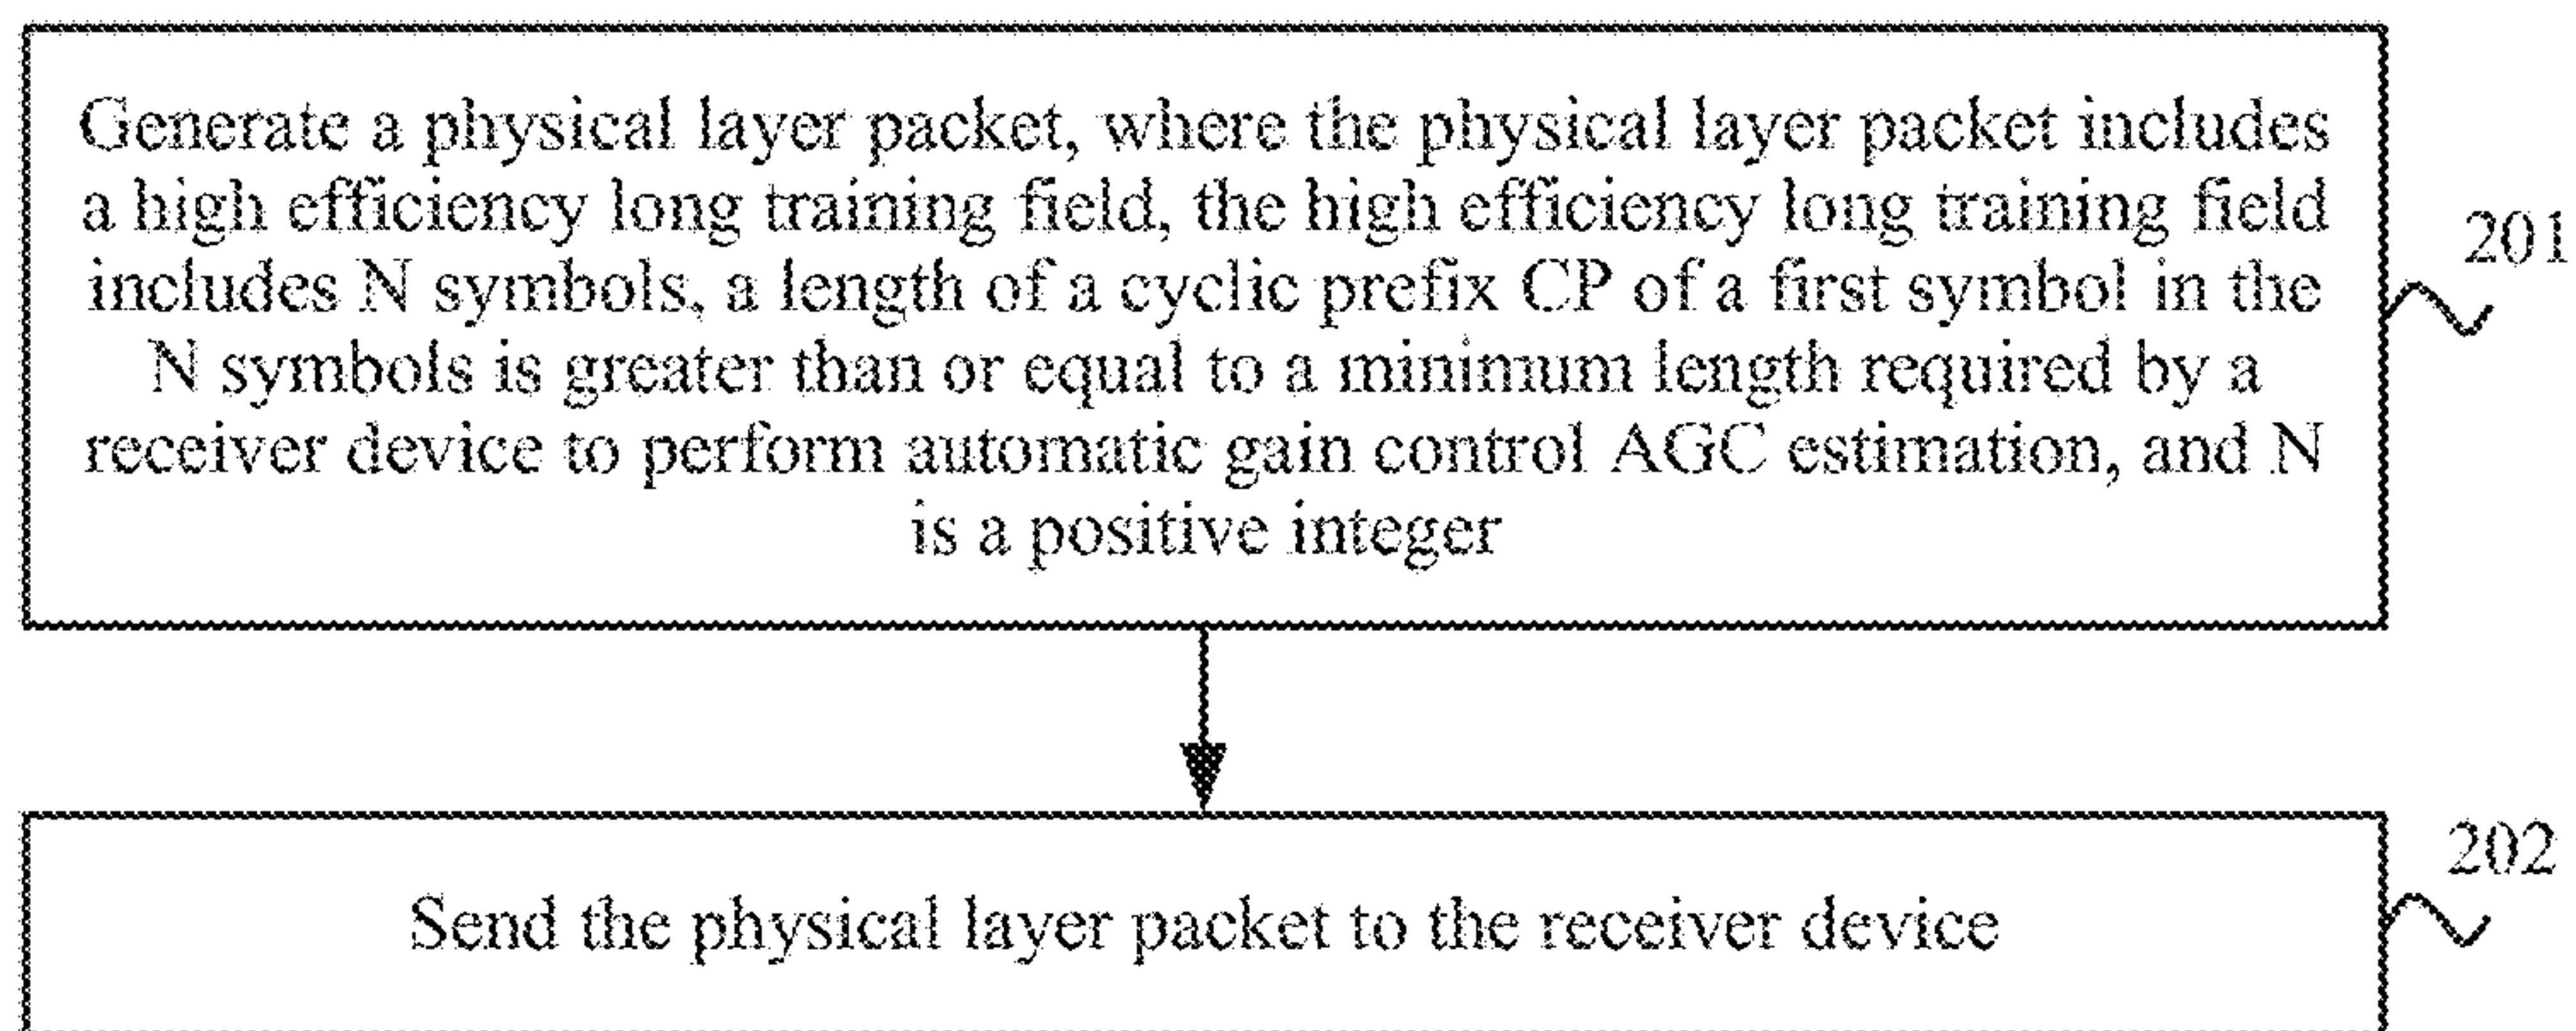 Generate a physical layer packet, where the physical layer packet includes
a high efficiency long training field, the high efficiency long training field
includes N symbols, a length of a cyclic prefix CP of a first symbol in the
N symbols is greater than or equal to a minimum length required by a
receiver device to perform automatic gain control AGC estimation, and N
is a positive integer
201
Send the physical layer packet to the receiver device
202